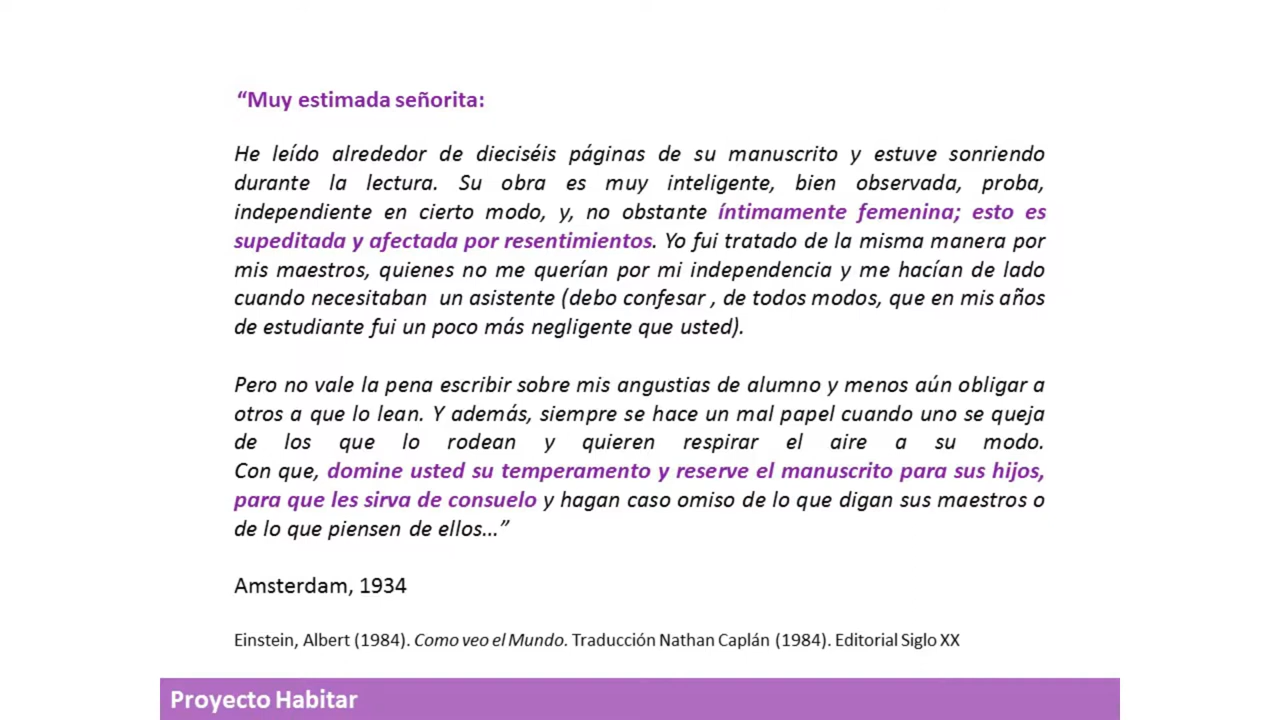 “Muy estimada señorita:
He leído alrededor de dieciséis páginas de su manuscrito y estuve sonriendo
durante la lectura. Su obra es muy inteligente, bien observada, proba,
independiente en cierto modo, y, no obstante íntimamente femenina; esto es
supeditada y afectada por resentimientos. Yo fui tratado de la misma manera por
mis maestros, quienes no me querían por mi independencia y me hacían de lado
cuando necesitaban un asistente (debo confesar , de todos modos, que en mis años
de estudiante fui un poco más negligente que usted).
Pero no vale la pena escribir sobre mis angustias de alumno y menos aún obligar a
otros a que lo lean. Y además, siempre se hace un mal papel cuando uno se queja
de los que lo rodean y quieren respirar el aire a su modo.
Con que, domine usted su temperamento y reserve el manuscrito para sus hijos,
para que les sirva de consuelo y hagan caso omiso de lo que digan sus maestros o
de lo que piensen de ellos...”
Amsterdam, 1934
Einstein, Albert (1984). Como veo el Mundo. Traducción Nathan Caplán (1984). Editorial Siglo XX
Proyecto Habitar